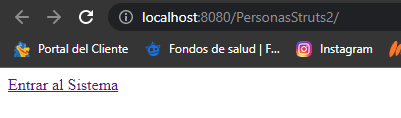 localhost:8080/PersonasStruts2/
Portal del Cliente Fondos de salud | F... Instagram
Entrar al Sistema